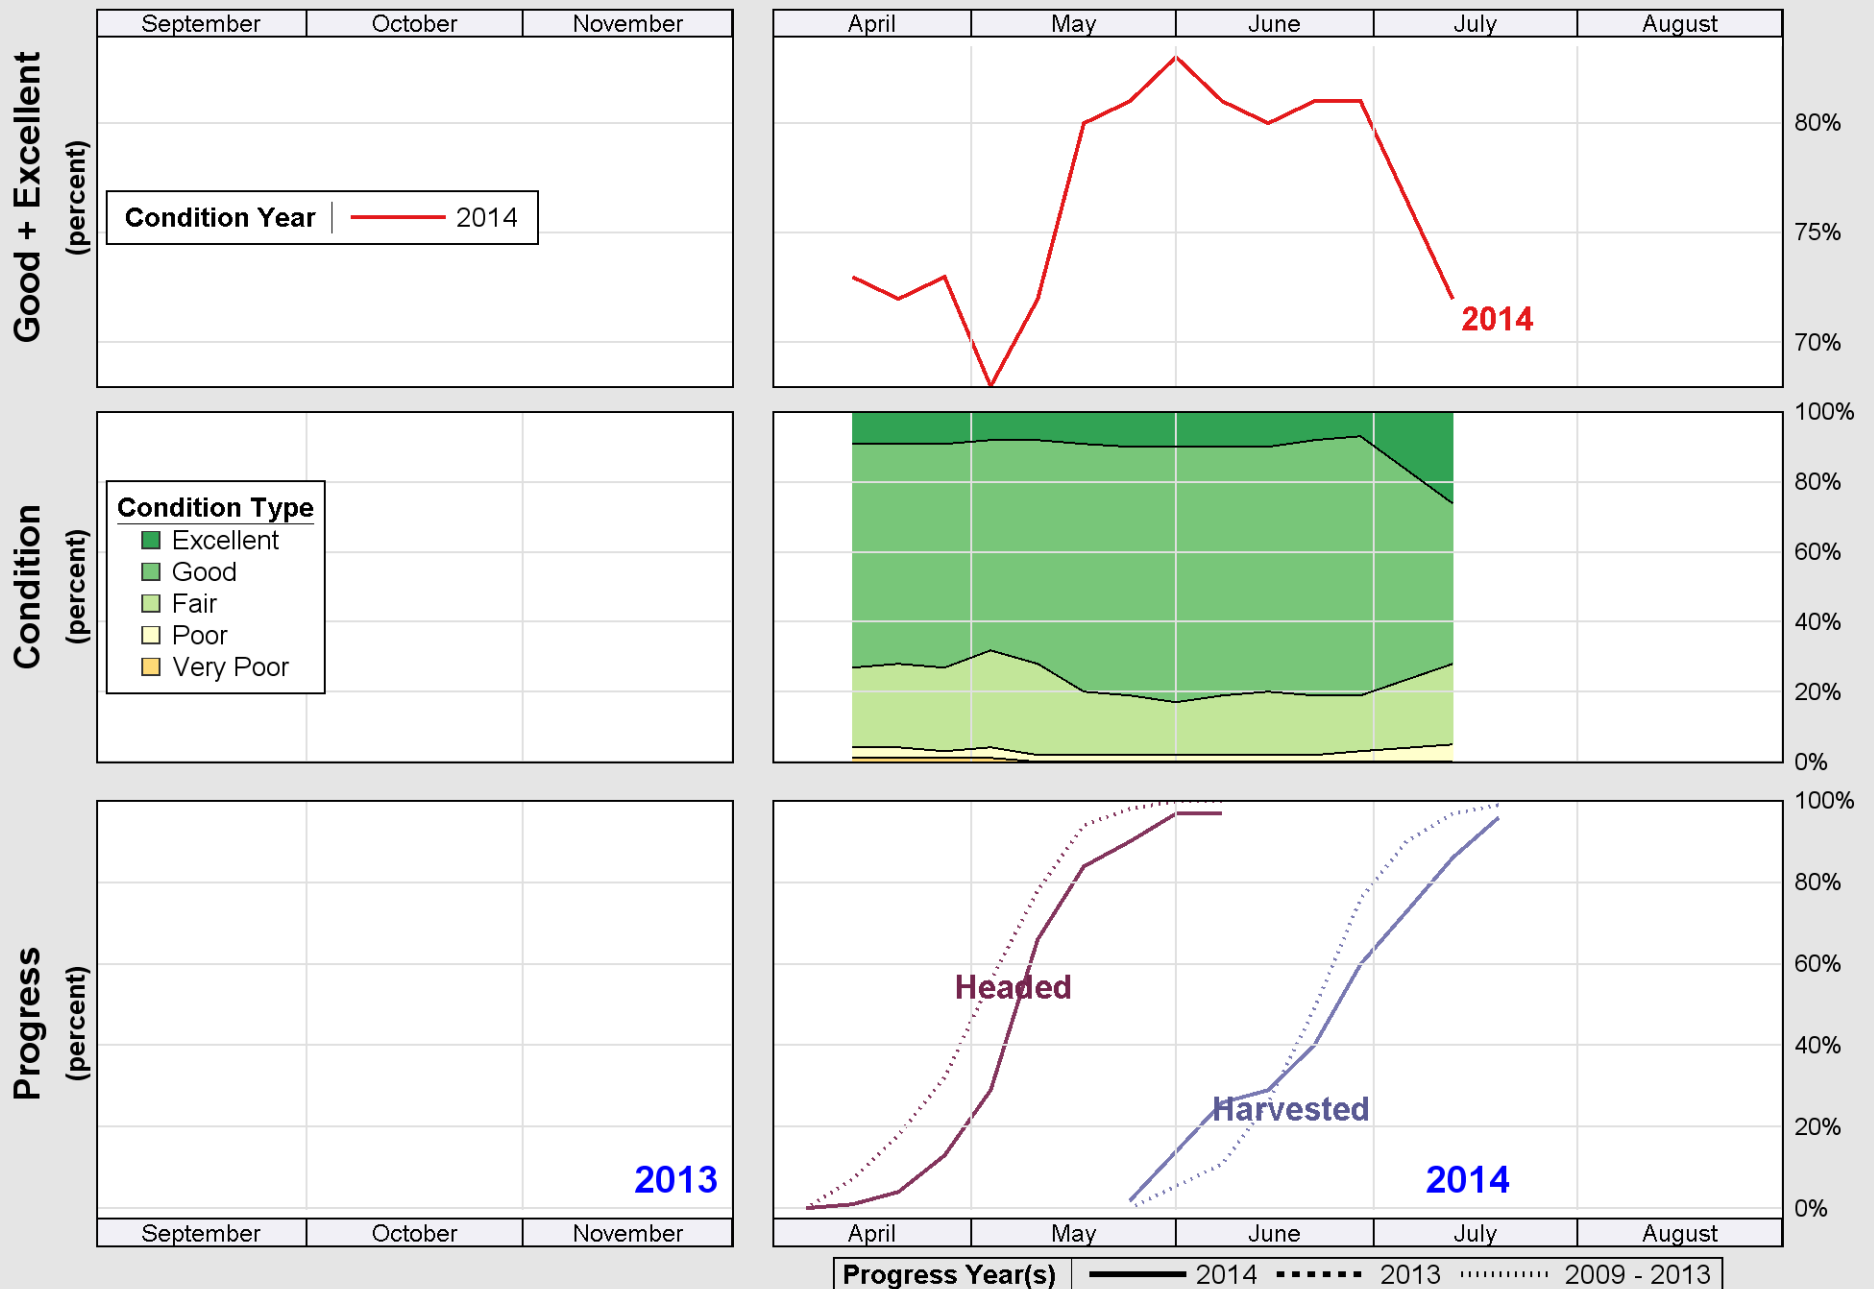 September October November April May June July August
Good + Excellent
(percent)
Condition Year 2014
80%
75%
70%
2014
Condition
(percent)
Condition Type
Excellent
Good
Fair
Poor
Very Poor
100%
80%
60%
40%
20%
0%
Progress
(percent)
100%
80%
60%
40%
20%
0%
Headed
Harvested
2013
2014
September October November April May June July August
Progress Year(s) 2014 2013 2009 - 2013